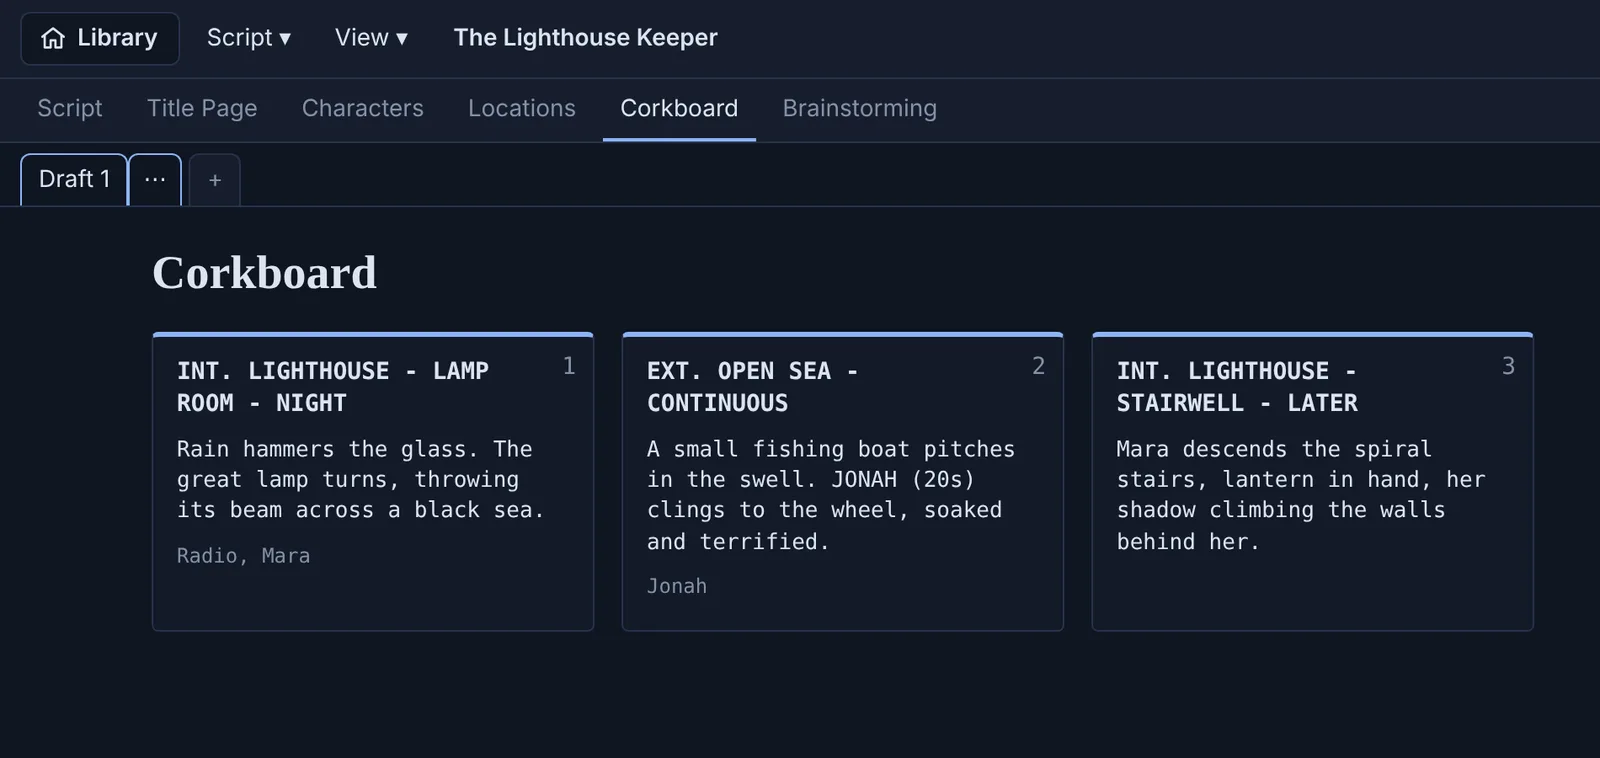 Library Script ▾ View ▾ The Lighthouse Keeper
Script Title Page Characters Locations Corkboard Brainstorming
Draft 1 ··· +
Corkboard
INT. LIGHTHOUSE - LAMP 1
ROOM - NIGHT
Rain hammers the glass. The
great lamp turns, throwing
its beam across a black sea.
Radio, Mara
EXT. OPEN SEA - 2
CONTINUOUS
A small fishing boat pitches
in the swell. JONAH (20s)
clings to the wheel, soaked
and terrified.
Jonah
INT. LIGHTHOUSE - 3
STAIRWELL - LATER
Mara descends the spiral
stairs, lantern in hand, her
shadow climbing the walls
behind her.